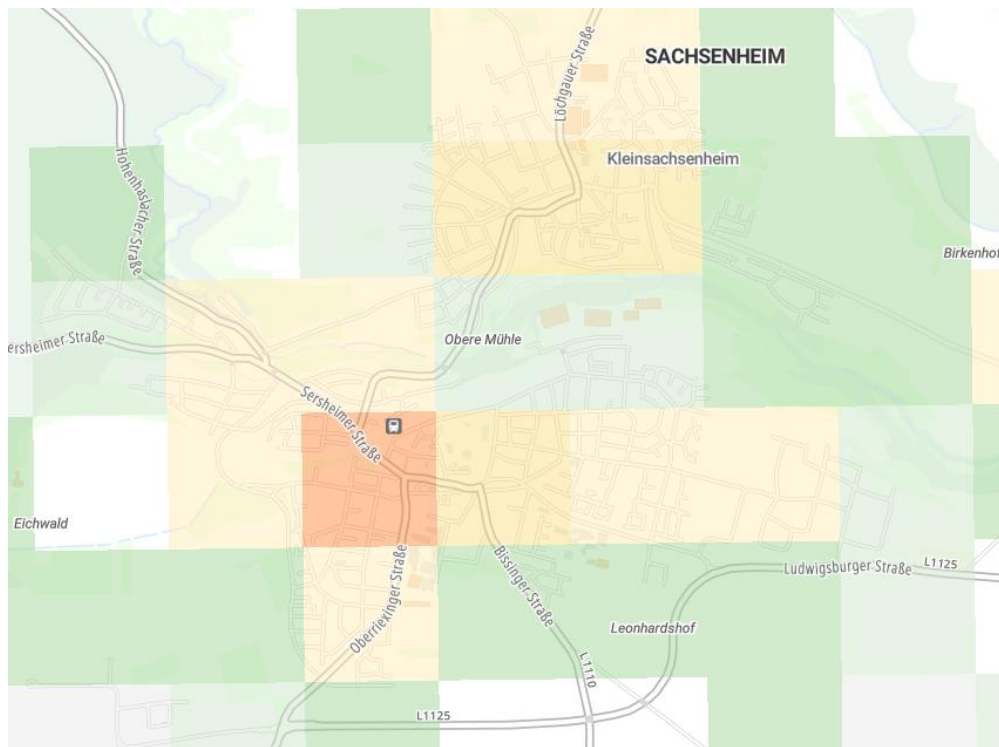 SACHSENHEIM
Löchgauer Straße
Kleinsachsenheim
Hohenhaslacher Straße
Birkenhof
ersheimer Straße
Obere Mühle
Sersheimer Straße
Eichwald
Oberriexinger Straße
Bissinger Straße
Ludwigsburger Straße
L1125
Leonhardshof
L1110
L1125